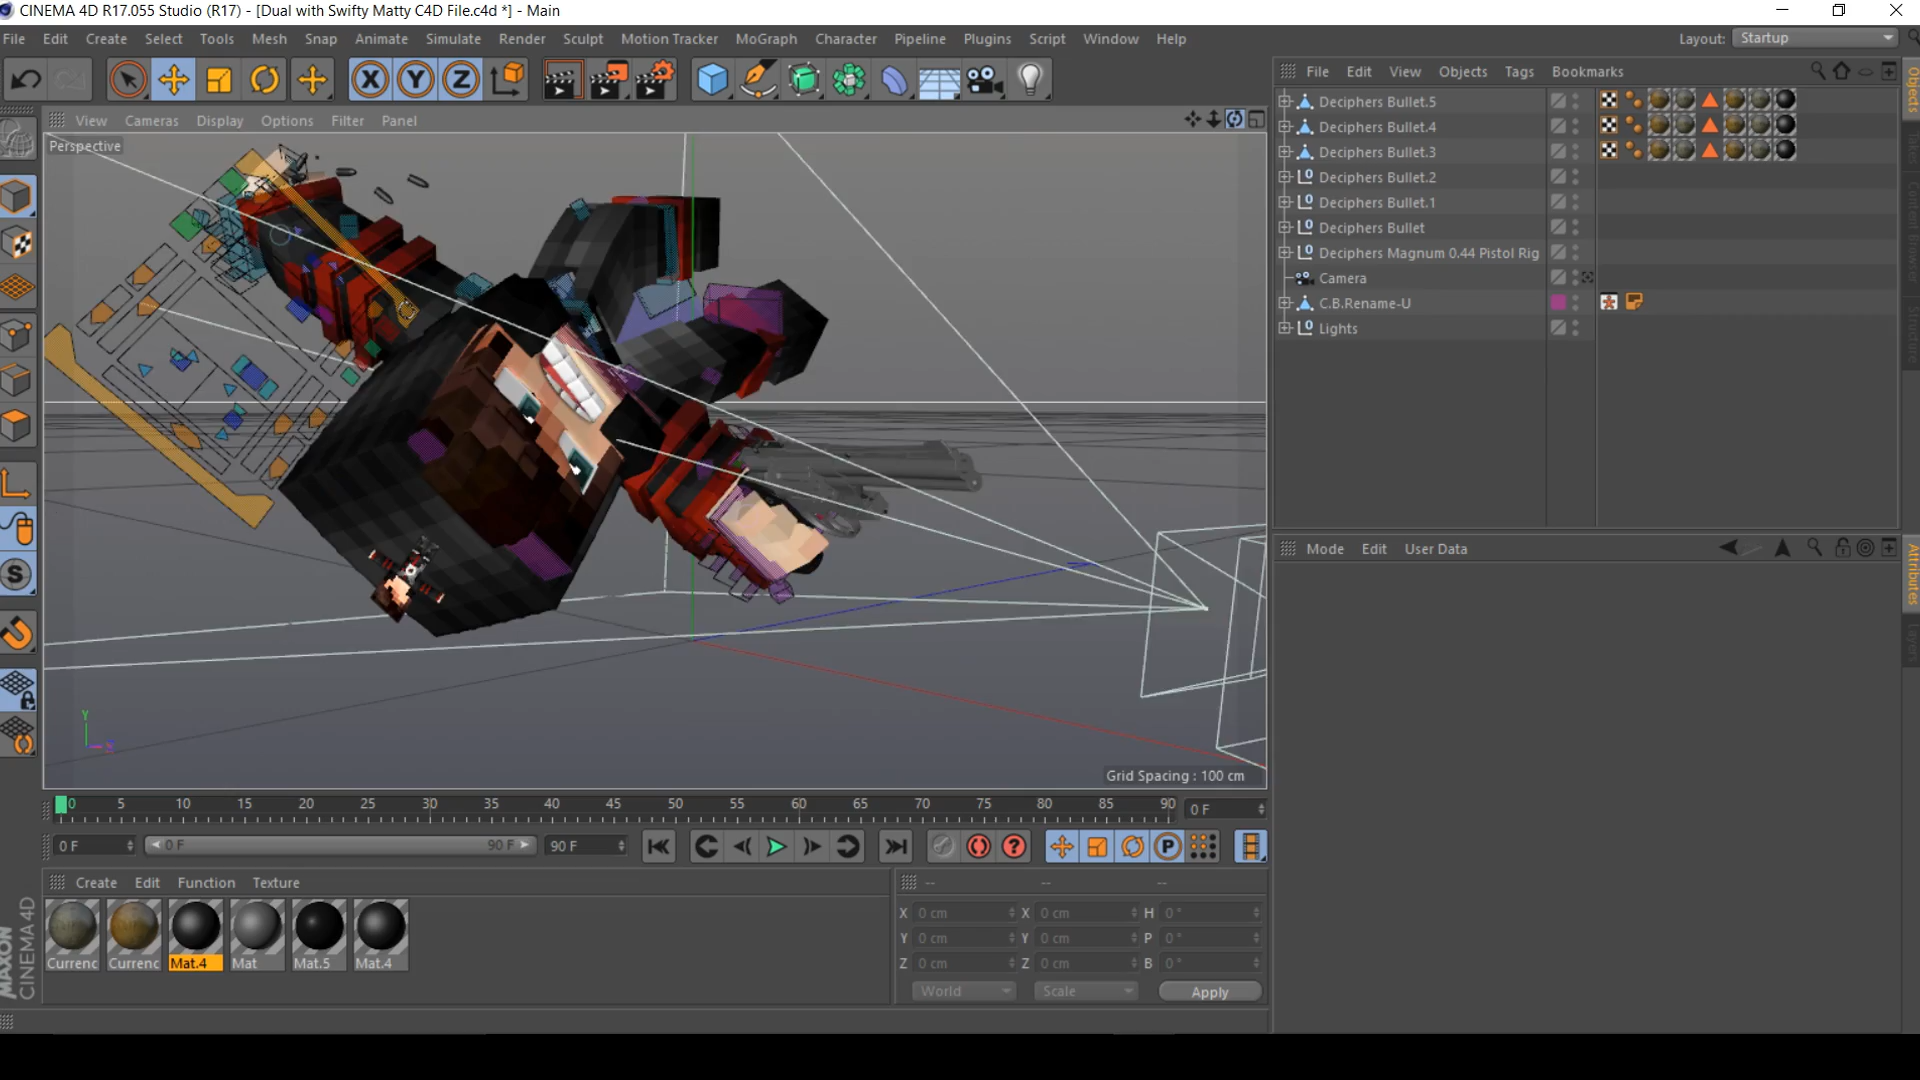 CINEMA 4D R17.055 Studio (R17) - [Dual with Swifty Matty C4D File.c4d *] - Main
File Edit Create Select Tools Mesh Snap Animate Simulate Render Sculpt Motion Tracker MoGraph Character Pipeline Plugins Script Window Help
Layout: Startup
X Y Z
File Edit View Objects Tags Bookmarks
View Cameras Display Options Filter Panel
Perspective
Deciphers Bullet.5
Deciphers Bullet.4
Deciphers Bullet.3
Deciphers Bullet.2
Deciphers Bullet.1
Deciphers Bullet
Deciphers Magnum 0.44 Pistol Rig
Camera
C.B.Rename-U
Lights
Objects
Takes
Content Browser
Structure
Mode Edit User Data
Attributes
Layers
S
Y
Grid Spacing : 100 cm
0 5 10 15 20 25 30 35 40 45 50 55 60 65 70 75 80 85 90
0 F
0 F 0 F 90 F 90 F
P
Create Edit Function Texture
-- -- --
Currenc Currenc Mat.4 Mat Mat.5 Mat.4
X 0 cm X 0 cm H 0 °
Y 0 cm Y 0 cm P 0 °
Z 0 cm Z 0 cm B 0 °
World Scale Apply
MAXON
CINEMA 4D